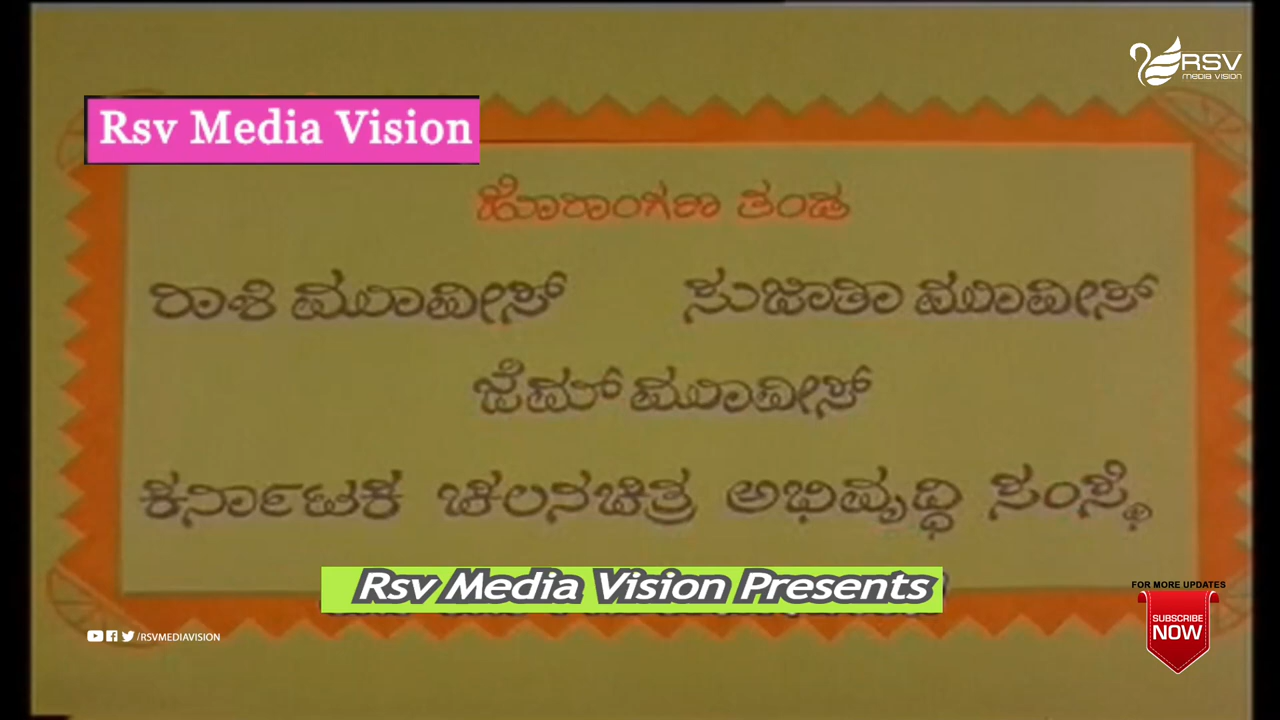 RSV
MEDIA VISION
Rsv Media Vision
ಹೊರಾಂಗಣ ತಂಡ
ರಾಶಿ ಮೂವೀಸ್ ಸುಜಾತಾ ಮೂವೀಸ್
ಜೆಮ್ ಮೂವೀಸ್
ಕರ್ನಾಟಕ ಚಲನಚಿತ್ರ ಅಭಿವೃದ್ಧಿ ಸಂಸ್ಥೆ
Rsv Media Vision Presents
FOR MORE UPDATES
SUBSCRIBE
NOW
/RSVMEDIAVISION